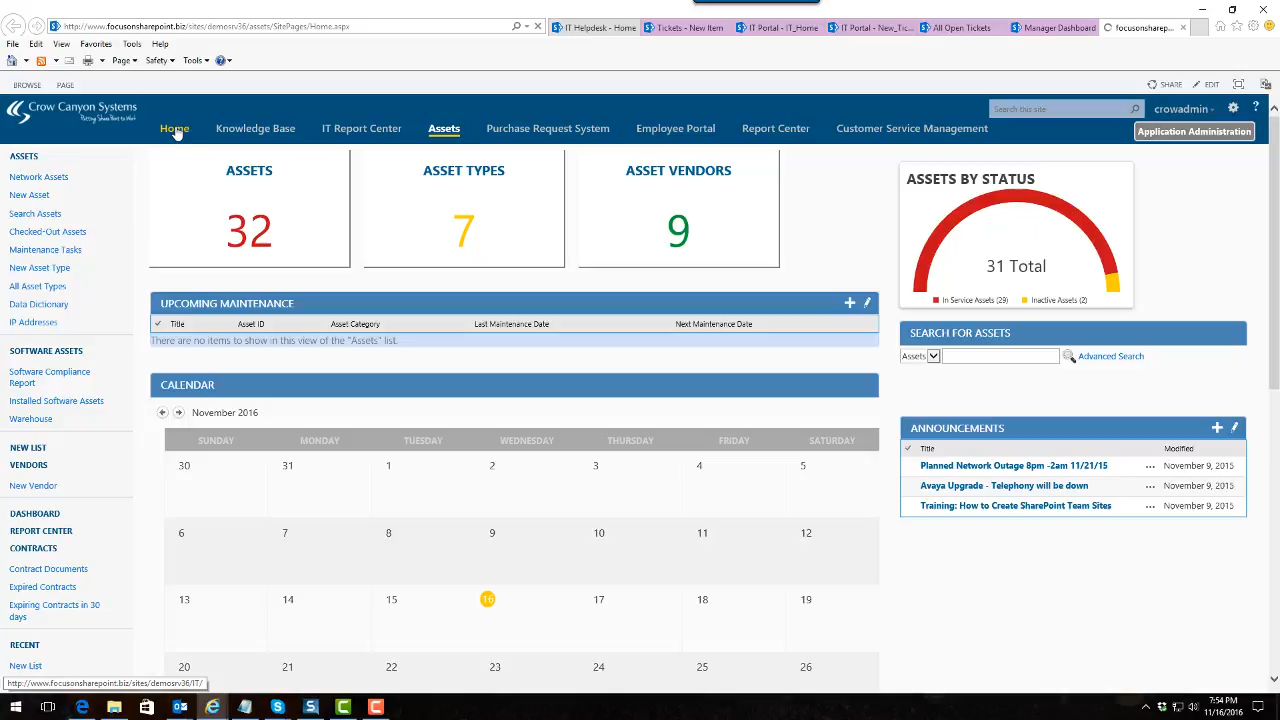 http://www.focusonsharepoint.biz/sites/demosrv36/assets/SitePages/Home.aspx
IT Helpdesk - Home
Tickets - New Item
IT Portal - IT_Home
IT Portal - New_Tic...
All Open Tickets
Manager Dashboard
focusonsharep...
File Edit View Favorites Tools Help
Page Safety Tools
BROWSE PAGE
SHARE EDIT
Crow Canyon Systems
Putting SharePoint to Work
Search this site
crowadmin
Home Knowledge Base IT Report Center Assets Purchase Request System Employee Portal Report Center Customer Service Management
Application Administration
ASSETS
Network Assets
New Asset
Search Assets
Checked-Out Assets
Maintenance Tasks
New Asset Type
All Asset Types
Data Dictionary
IP Addresses
SOFTWARE ASSETS
Software Compliance
Report
Installed Software Assets
Warehouse
NEW LIST
VENDORS
New Vendor
DASHBOARD
REPORT CENTER
CONTRACTS
Contract Documents
Expired Contracts
Expiring Contracts in 30
days
RECENT
New List
ASSETS
32
ASSET TYPES
7
ASSET VENDORS
9
UPCOMING MAINTENANCE
Title Asset ID Asset Category Last Maintenance Date Next Maintenance Date
There are no items to show in this view of the "Assets" list.
CALENDAR
November 2016
SUNDAY MONDAY TUESDAY WEDNESDAY THURSDAY FRIDAY SATURDAY
30 31 1 2 3 4 5
6 7 8 9 10 11 12
13 14 15 16 17 18 19
20 21 22 23 24 25 26
ASSETS BY STATUS
31 Total
In Service Assets (29) Inactive Assets (2)
SEARCH FOR ASSETS
Assets Advanced Search
ANNOUNCEMENTS
Title Modified
Planned Network Outage 8pm -2am 11/21/15 ... November 9, 2015
Avaya Upgrade - Telephony will be down ... November 9, 2015
Training: How to Create SharePoint Team Sites ... November 9, 2015
http://www.focusonsharepoint.biz/sites/demosrv36/IT/
7:54 PM
11/16/2016